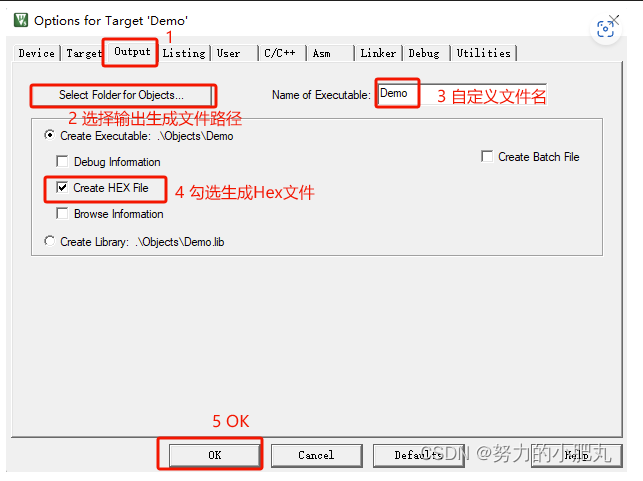 Options for Target 'Demo'
1
Device Target Output Listing User C/C++ Asm Linker Debug Utilities
Select Folder for Objects... Name of Executable: Demo 3 自定义文件名
2 选择输出生成文件路径
Create Executable: .\Objects\Demo
Debug Information Create Batch File
Create HEX File 4 勾选生成Hex文件
Browse Information
Create Library: .\Objects\Demo.lib
5 OK
OK Cancel Defaults Help
CSDN @努力的小肥丸